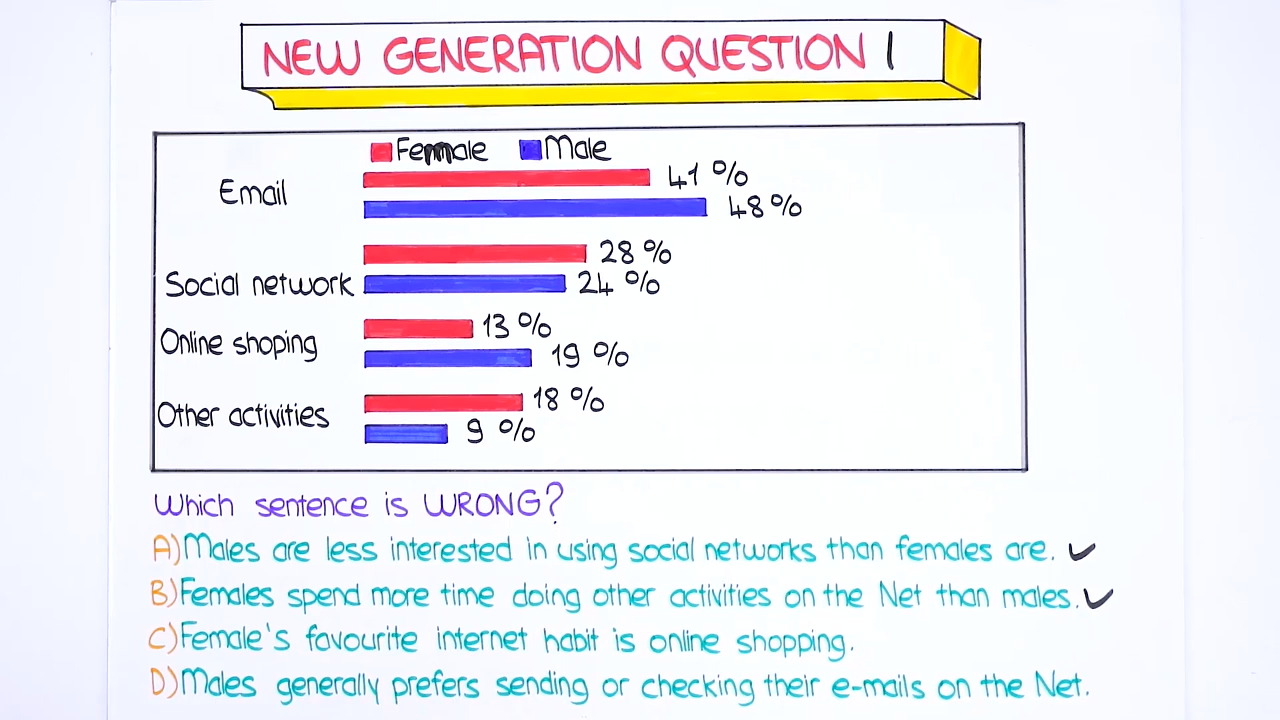 NEW GENERATION QUESTION 1
Female Male
Email
41 %
48 %
Social network
28 %
24 %
Online shoping
13 %
19 %
Other activities
18 %
9 %
Which sentence is WRONG?
A) Males are less interested in using social networks than females are.
B) Females spend more time doing other activities on the Net than males.
C) Female's favourite internet habit is online shopping.
D) Males generally prefers sending or checking their e-mails on the Net.